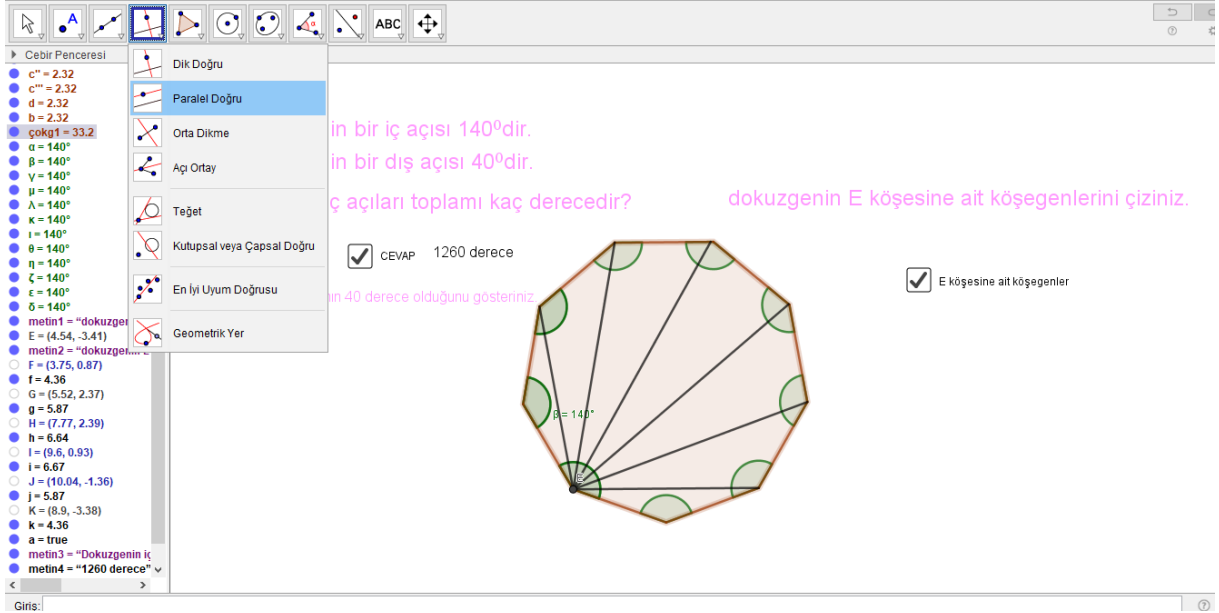 A
α
ABC
Cebir Penceresi
c'' = 2.32
c''' = 2.32
d = 2.32
b = 2.32
çokg1 = 33.2
α = 140°
β = 140°
γ = 140°
μ = 140°
λ = 140°
κ = 140°
ι = 140°
θ = 140°
η = 140°
ζ = 140°
ε = 140°
δ = 140°
metin1 = “dokuzgen
E = (4.54, -3.41)
metin2 =
F = (3.75, 0.87)
f = 4.36
G = (5.52, 2.37)
g = 5.87
H = (7.77, 2.39)
h = 6.64
I = (9.6, 0.93)
i = 6.67
J = (10.04, -1.36)
j = 5.87
K = (8.9, -3.38)
k = 4.36
a = true
metin3 = “Dokuzgenin iç
metin4 = “1260 derece”
Dik Doğru
Paralel Doğru
Orta Dikme
Açı Ortay
Teğet
Kutupsal veya Çapsal Doğru
En İyi Uyum Doğrusu
Geometrik Yer
in bir iç açısı 140⁰dir.
in bir dış açısı 40⁰dir.
ç açıları toplamı kaç derecedir?
dokuzgenin E köşesine ait köşegenlerini çiziniz.
CEVAP 1260 derece
E köşesine ait köşegenler
40 derece olduğunu gösteriniz.
β = 140°
E
Giriş: